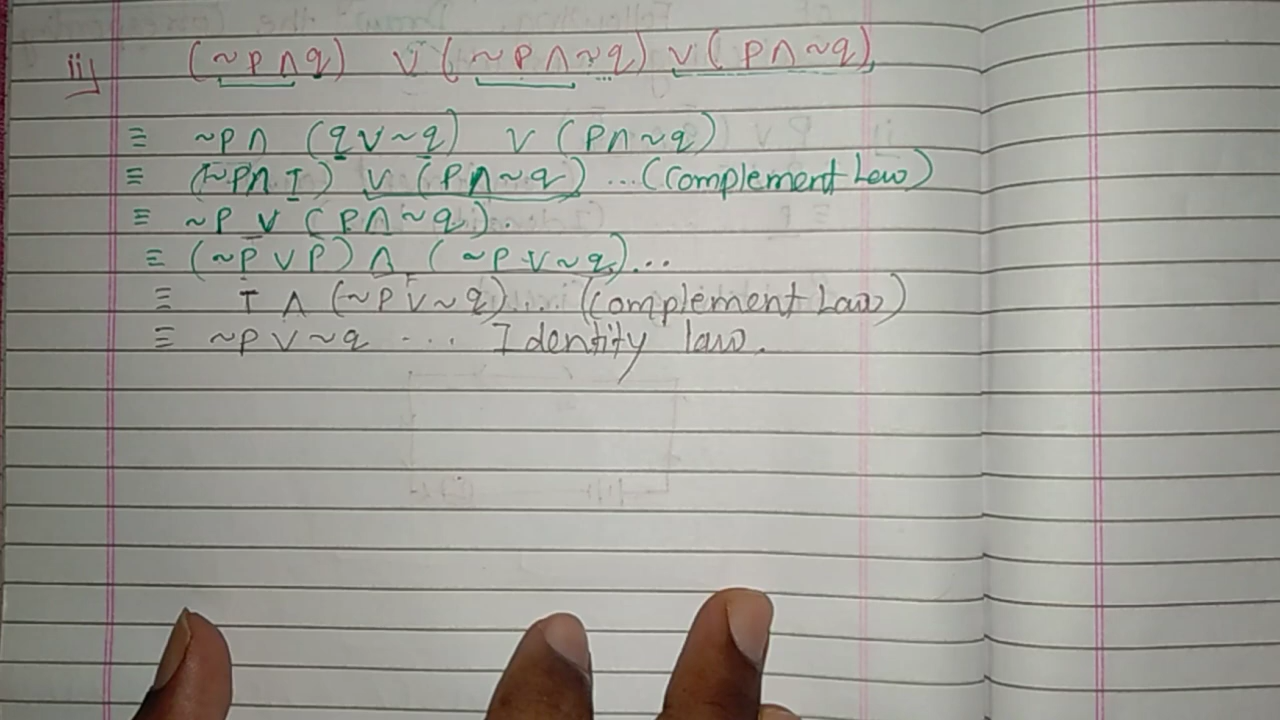 ii) (~p∧q) ∨ (~p∧~q) ∨ (p∧~q)
≡ ~p∧ (q∨~q) ∨ (p∧~q)
≡ (~p∧T) ∨ (p∧~q) ...(Complement Law)
≡ ~p ∨ (p∧~q).
≡ (~p∨p) ∧ (~p∨~q)...
≡ T ∧ (~p∨~q)... (Complement Law)
≡ ~p∨~q ... Identity law.